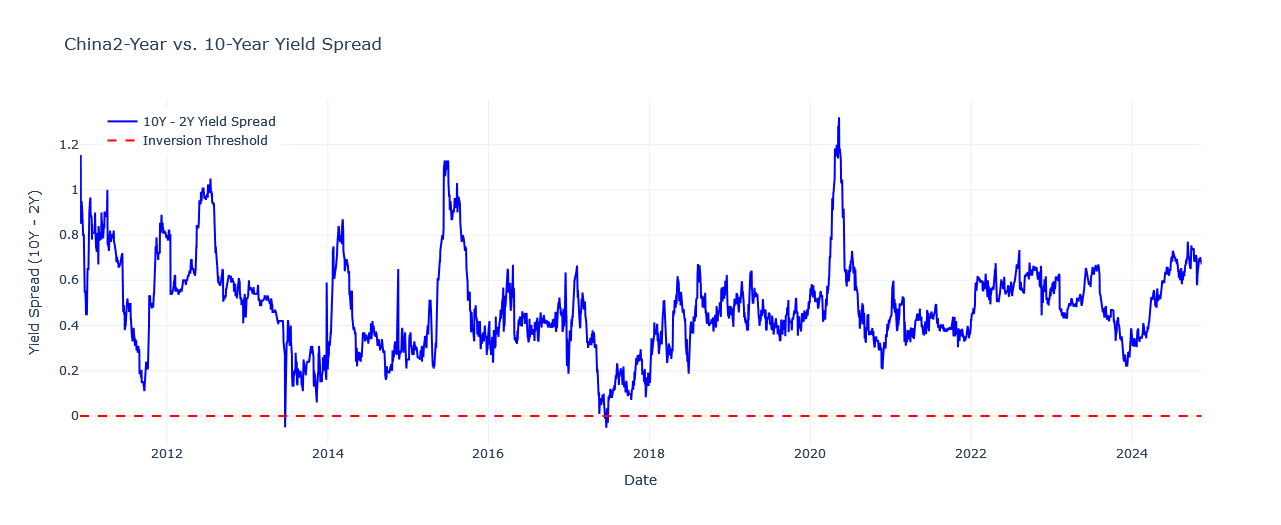 China2-Year vs. 10-Year Yield Spread
10Y - 2Y Yield Spread
Inversion Threshold
Yield Spread (10Y - 2Y)
1.2
1
0.8
0.6
0.4
0.2
0
2012 2014 2016 2018 2020 2022 2024
Date